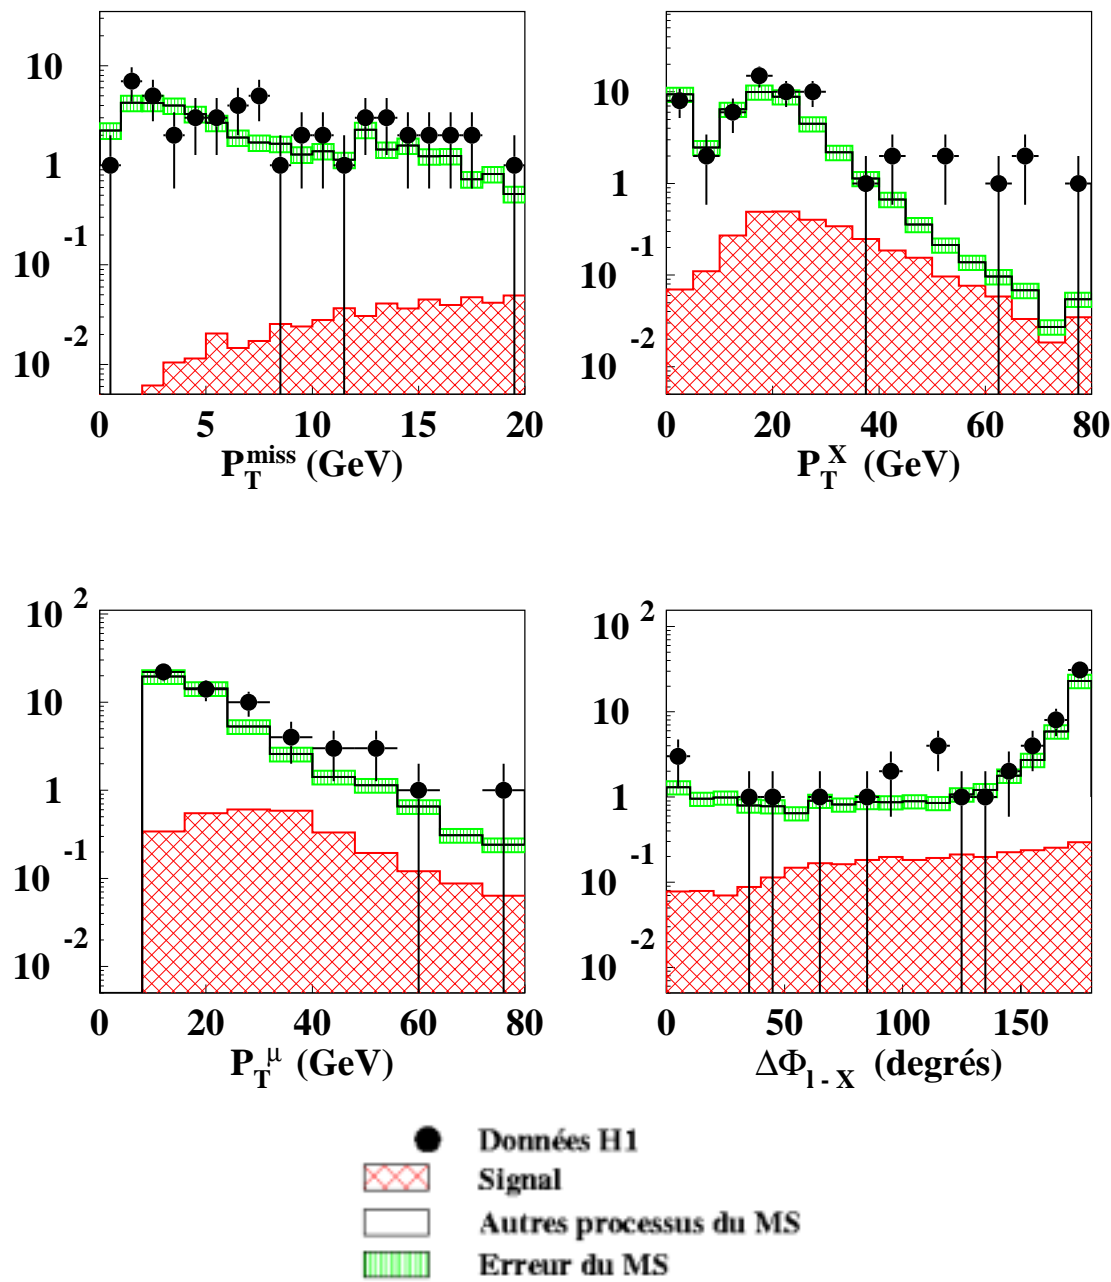 10
1
-1
10
-2
10
0 5 10 15 20
P_T^miss (GeV)
10
1
-1
10
-2
10
0 20 40 60 80
P_T^X (GeV)
10 2
10
1
-1
10
-2
10
0 20 40 60 80
P_T^μ (GeV)
10 2
10
1
-1
10
-2
10
0 50 100 150
ΔΦ_l - X (degrés)
Données H1
Signal
Autres processus du MS
Erreur du MS